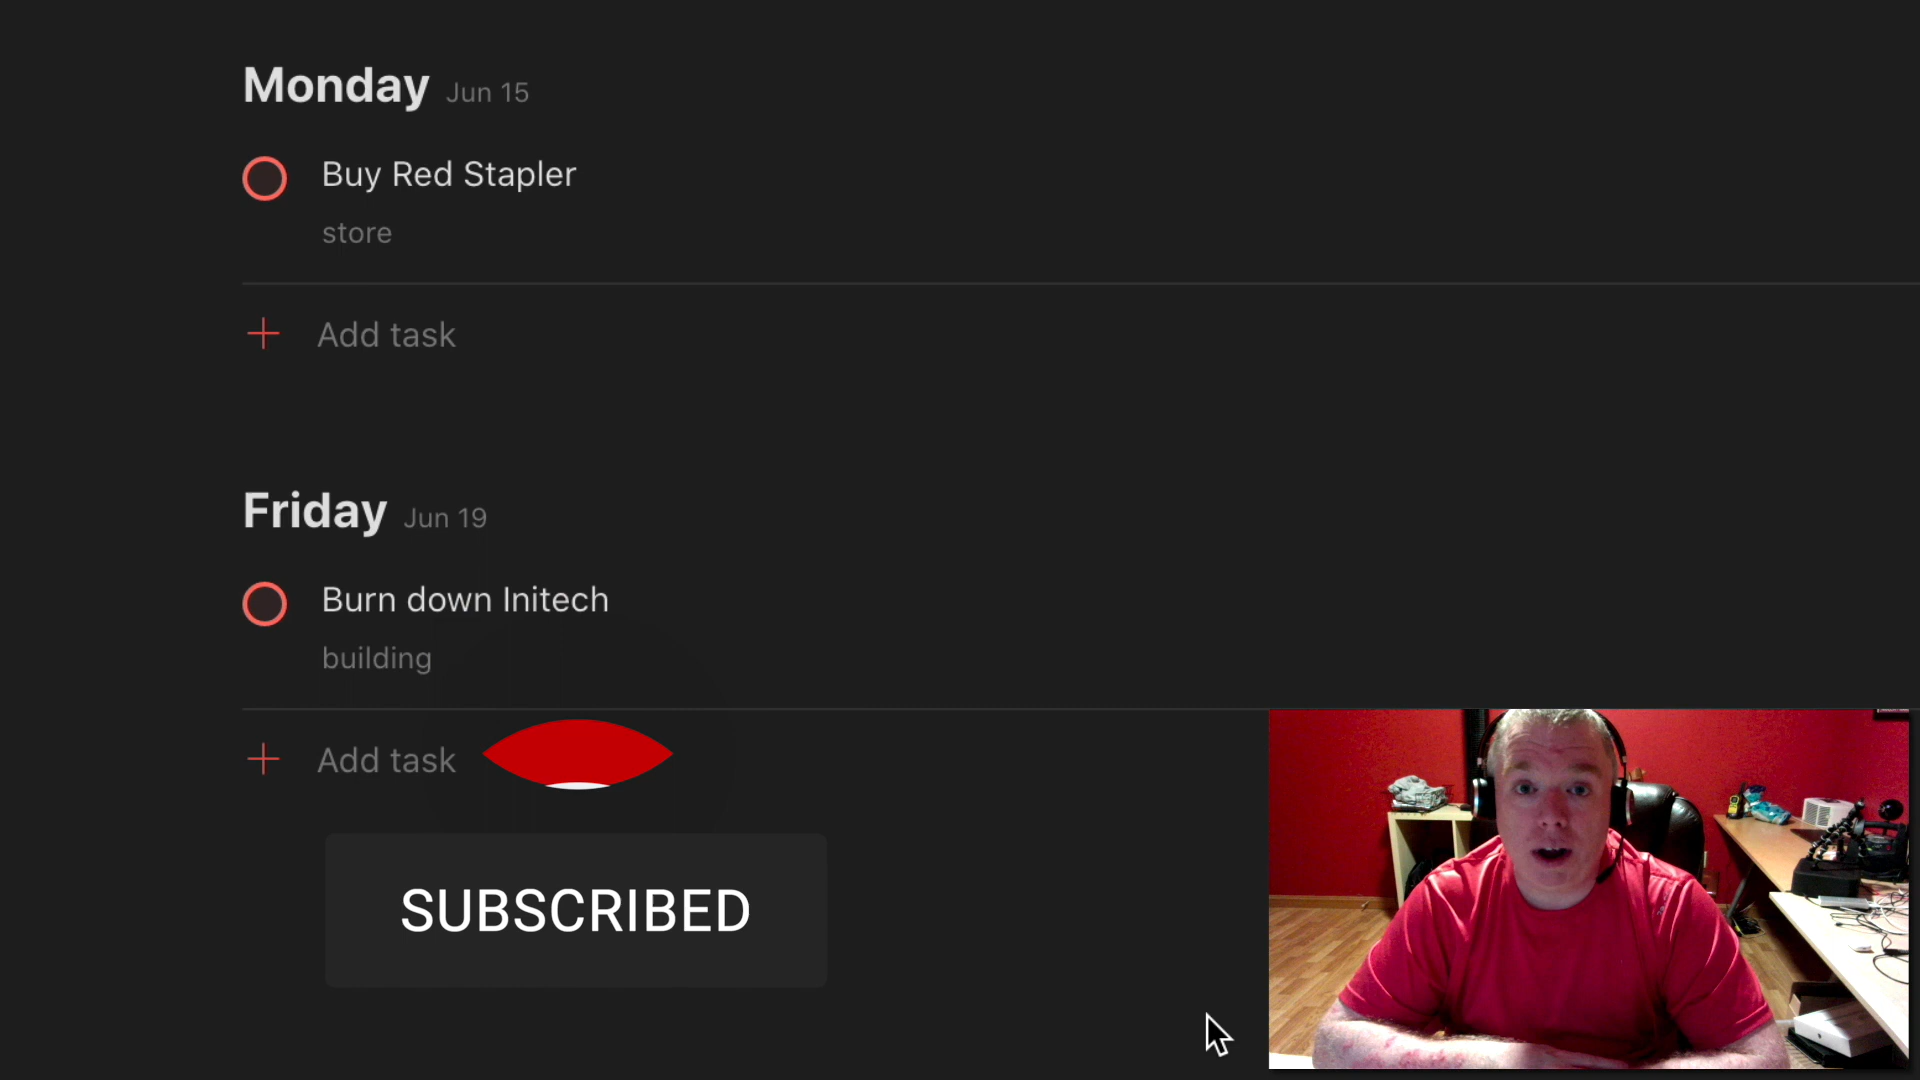 Monday Jun 15
Buy Red Stapler
store
Add task
Friday Jun 19
Burn down Initech
building
Add task
SUBSCRIBED